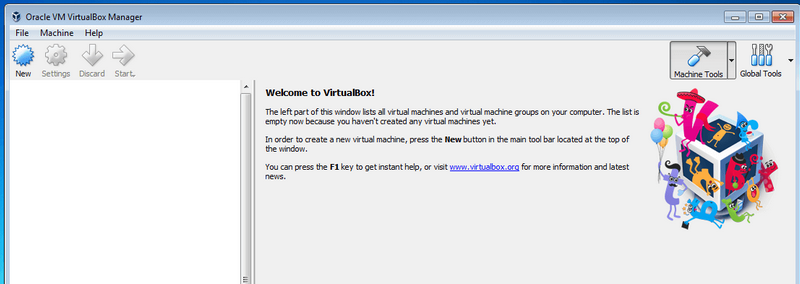 Oracle VM VirtualBox Manager
File Machine Help
New Settings Discard Start
Machine Tools Global Tools
Welcome to VirtualBox!
The left part of this window lists all virtual machines and virtual machine groups on your computer. The list is
empty now because you haven't created any virtual machines yet.
In order to create a new virtual machine, press the New button in the main tool bar located at the top of
the window.
You can press the F1 key to get instant help, or visit www.virtualbox.org for more information and latest
news.